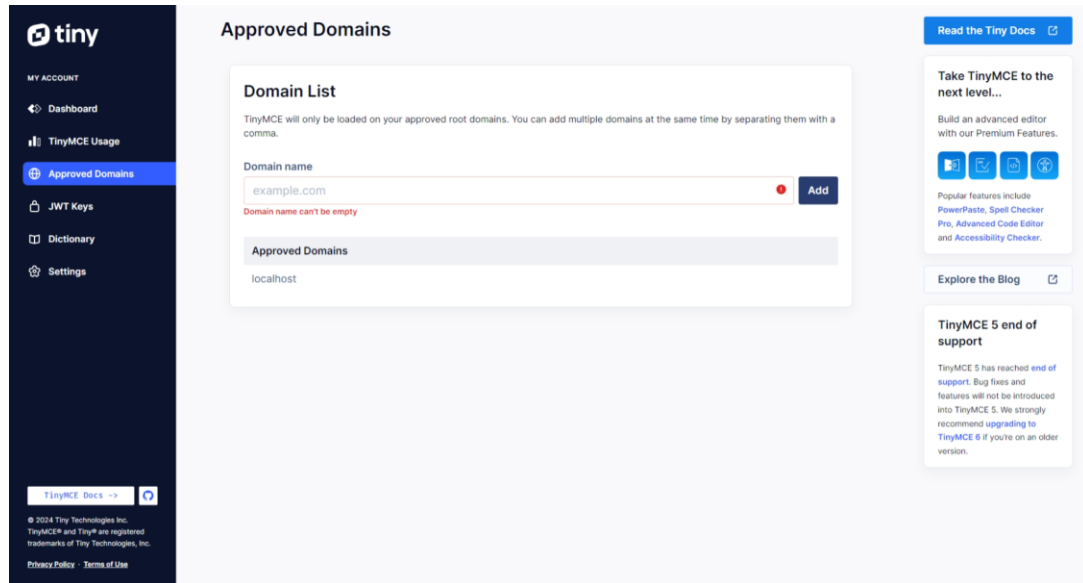 tiny
MY ACCOUNT
Dashboard
TinyMCE Usage
Approved Domains
JWT Keys
Dictionary
Settings
TinyMCE Docs ->
© 2024 Tiny Technologies Inc.
TinyMCE® and Tiny® are registered
trademarks of Tiny Technologies, Inc.
Privacy Policy · Terms of Use
Approved Domains
Domain List
TinyMCE will only be loaded on your approved root domains. You can add multiple domains at the same time by separating them with a
comma.
Domain name
example.com
Add
Domain name can't be empty
Approved Domains
localhost
Read the Tiny Docs
Take TinyMCE to the
next level...
Build an advanced editor
with our Premium Features.
Popular features include
PowerPaste, Spell Checker
Pro, Advanced Code Editor
and Accessibility Checker.
Explore the Blog
TinyMCE 5 end of
support
TinyMCE 5 has reached end of
support. Bug fixes and
features will not be introduced
into TinyMCE 5. We strongly
recommend upgrading to
TinyMCE 6 if you're on an older
version.